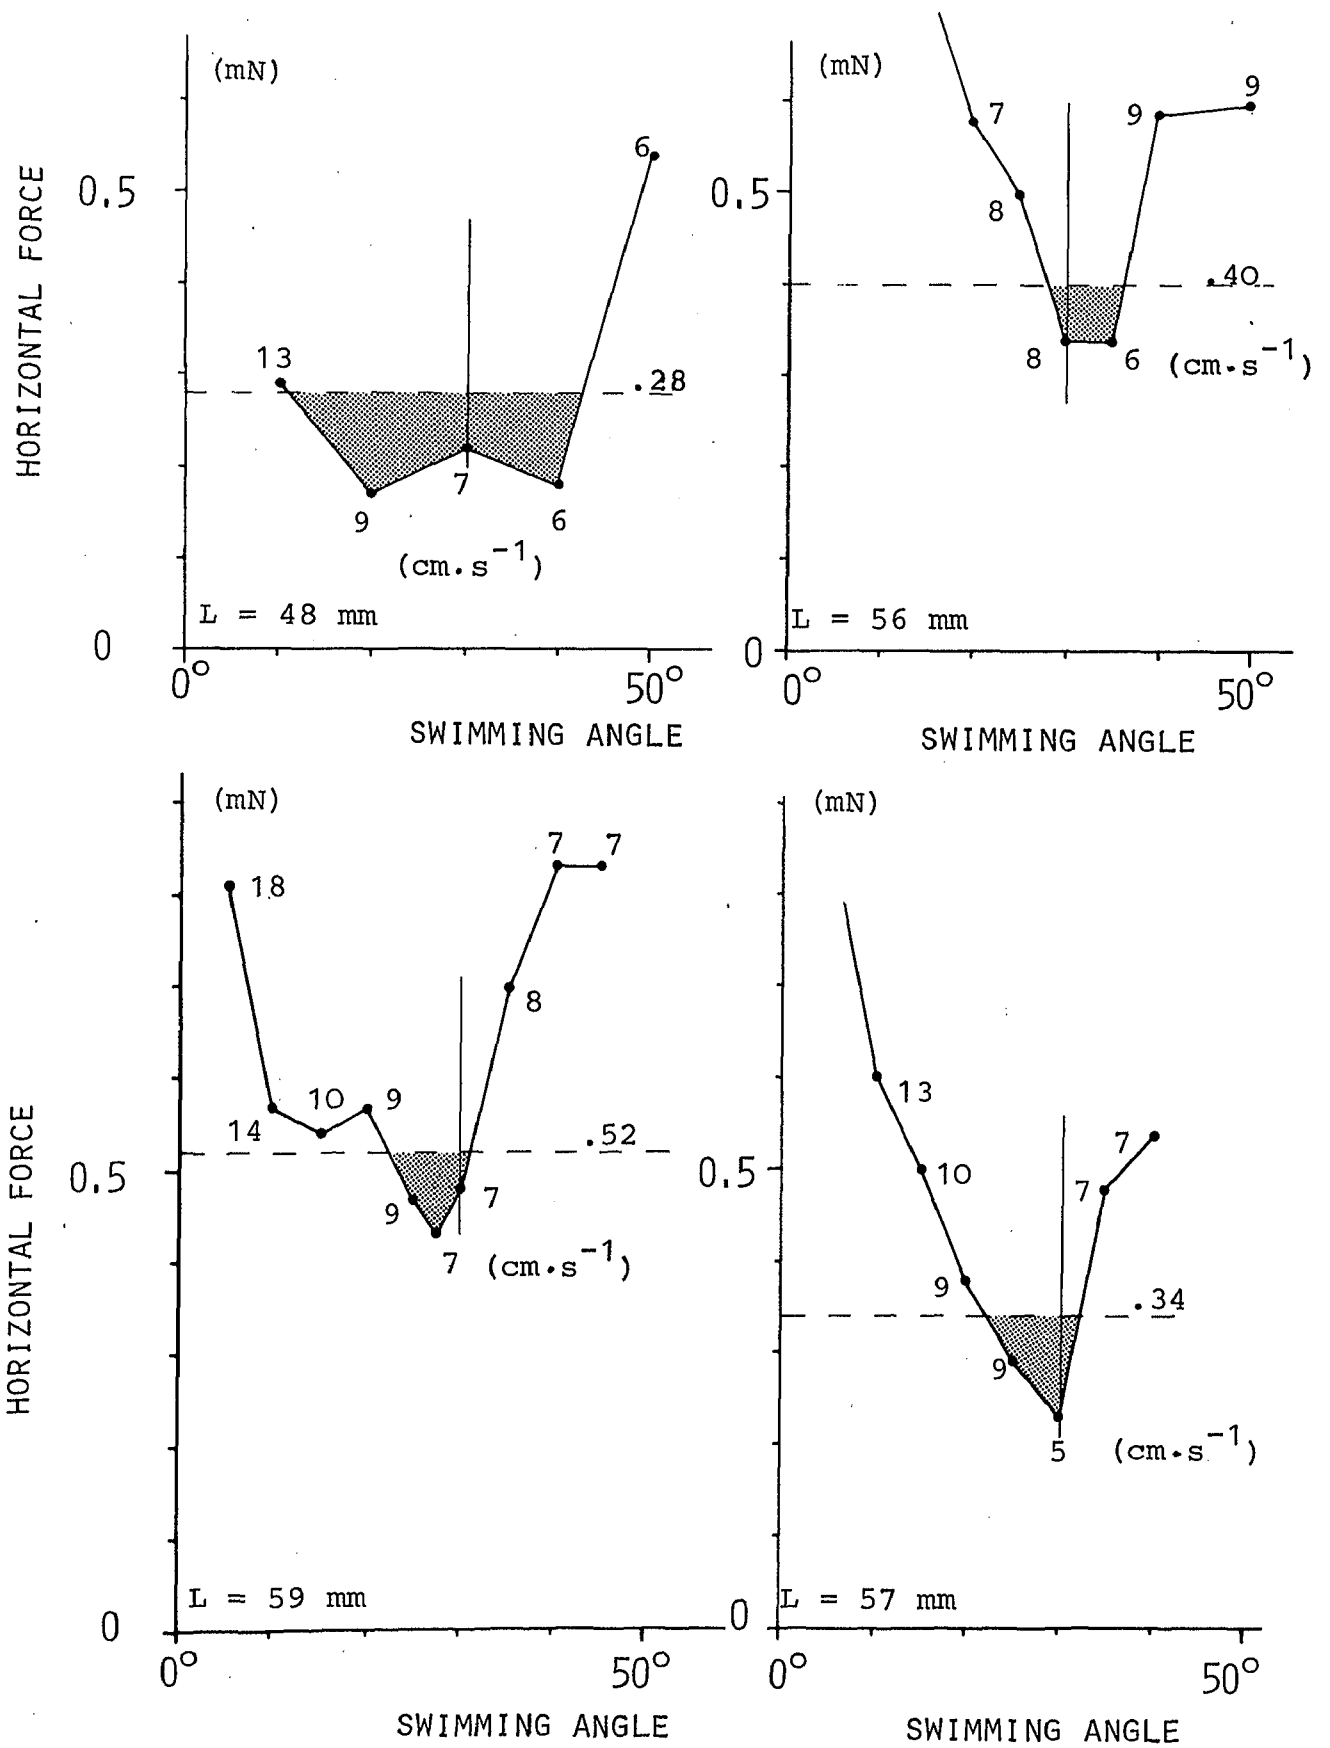 (mN)
HORIZONTAL FORCE
0.5
6
13
.28
9
7
6
(cm.s⁻¹)
L = 48 mm
0
0°
50°
SWIMMING ANGLE
(mN)
9
7
9
0.5
8
.40
8
6
(cm.s⁻¹)
L = 56 mm
0
0°
50°
SWIMMING ANGLE
(mN)
HORIZONTAL FORCE
7
7
18
8
10
9
14
.52
0.5
9
7
7
(cm.s⁻¹)
L = 59 mm
0
0°
50°
SWIMMING ANGLE
(mN)
13
7
0.5
10
7
9
.34
9
5
(cm.s⁻¹)
L = 57 mm
0
0°
50°
SWIMMING ANGLE